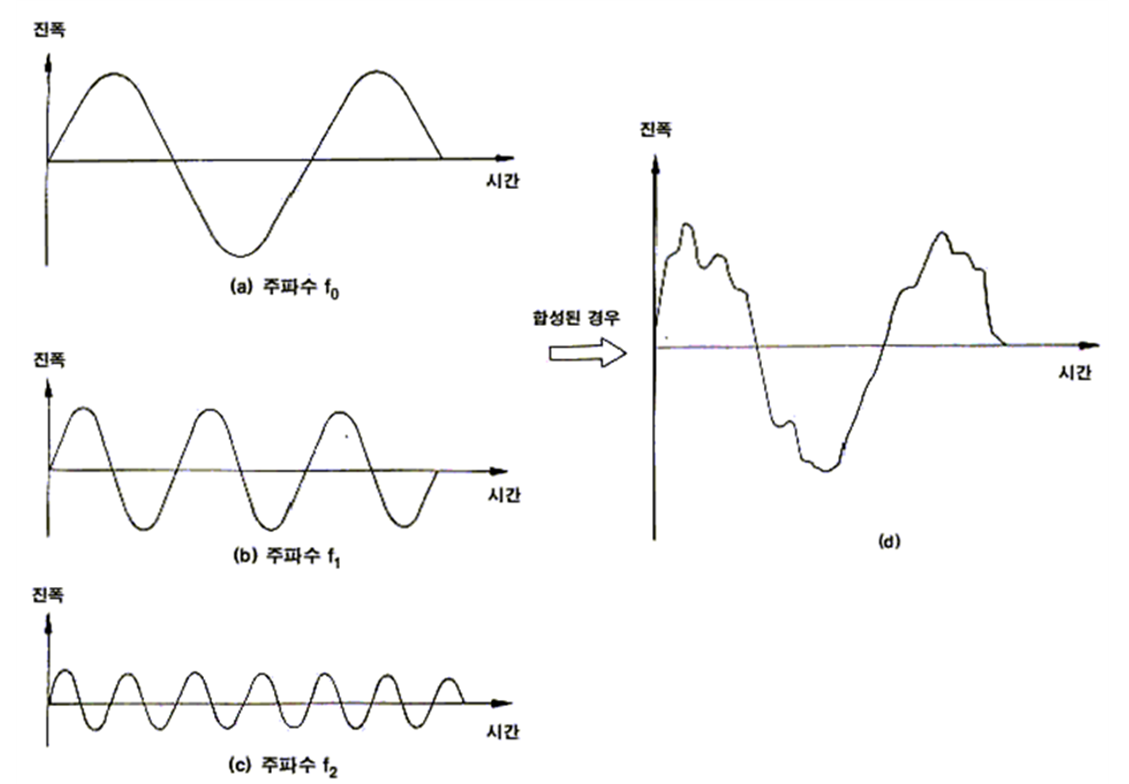 진폭
시간
(a) 주파수 f₀
진폭
시간
(b) 주파수 f₁
진폭
시간
(c) 주파수 f₂
합성된 경우
진폭
시간
(d)